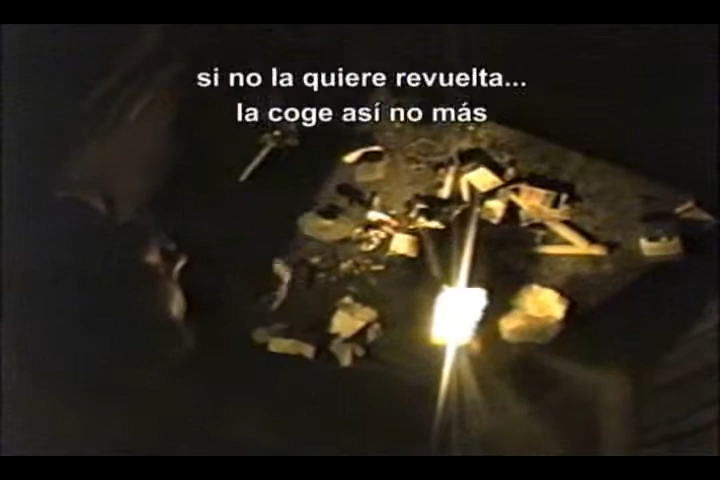 si no la quiere revuelta...
la coge así no más